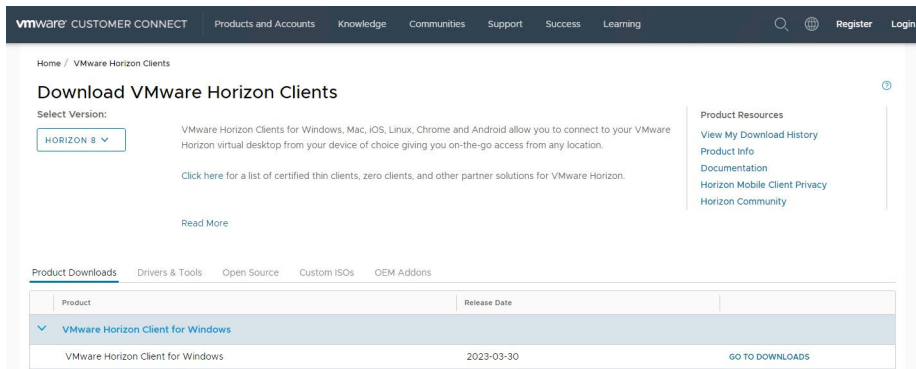 vmware® CUSTOMER CONNECT Products and Accounts Knowledge Communities Support Success Learning Register Login
Home / VMware Horizon Clients
Download VMware Horizon Clients
Select Version:
HORIZON 8
VMware Horizon Clients for Windows, Mac, iOS, Linux, Chrome and Android allow you to connect to your VMware
Horizon virtual desktop from your device of choice giving you on-the-go access from any location.
Click here for a list of certified thin clients, zero clients, and other partner solutions for VMware Horizon.
Read More
Product Resources
View My Download History
Product Info
Documentation
Horizon Mobile Client Privacy
Horizon Community
Product Downloads Drivers & Tools Open Source Custom ISOs OEM Addons
Product Release Date
VMware Horizon Client for Windows
VMware Horizon Client for Windows 2023-03-30 GO TO DOWNLOADS